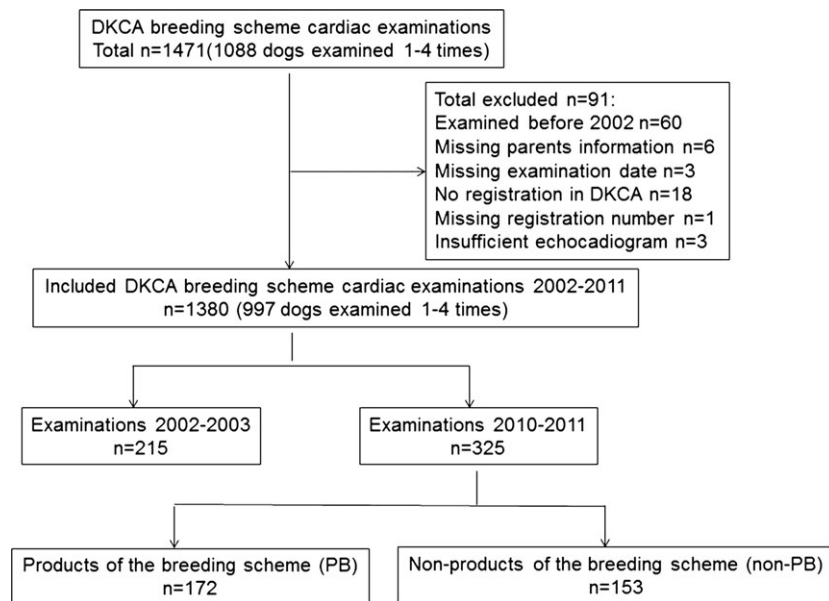 DKCA breeding scheme cardiac examinations
Total n=1471(1088 dogs examined 1-4 times)
Total excluded n=91:
Examined before 2002 n=60
Missing parents information n=6
Missing examination date n=3
No registration in DKCA n=18
Missing registration number n=1
Insufficient echocadiogram n=3
Included DKCA breeding scheme cardiac examinations 2002-2011
n=1380 (997 dogs examined 1-4 times)
Examinations 2002-2003
n=215
Examinations 2010-2011
n=325
Products of the breeding scheme (PB)
n=172
Non-products of the breeding scheme (non-PB)
n=153